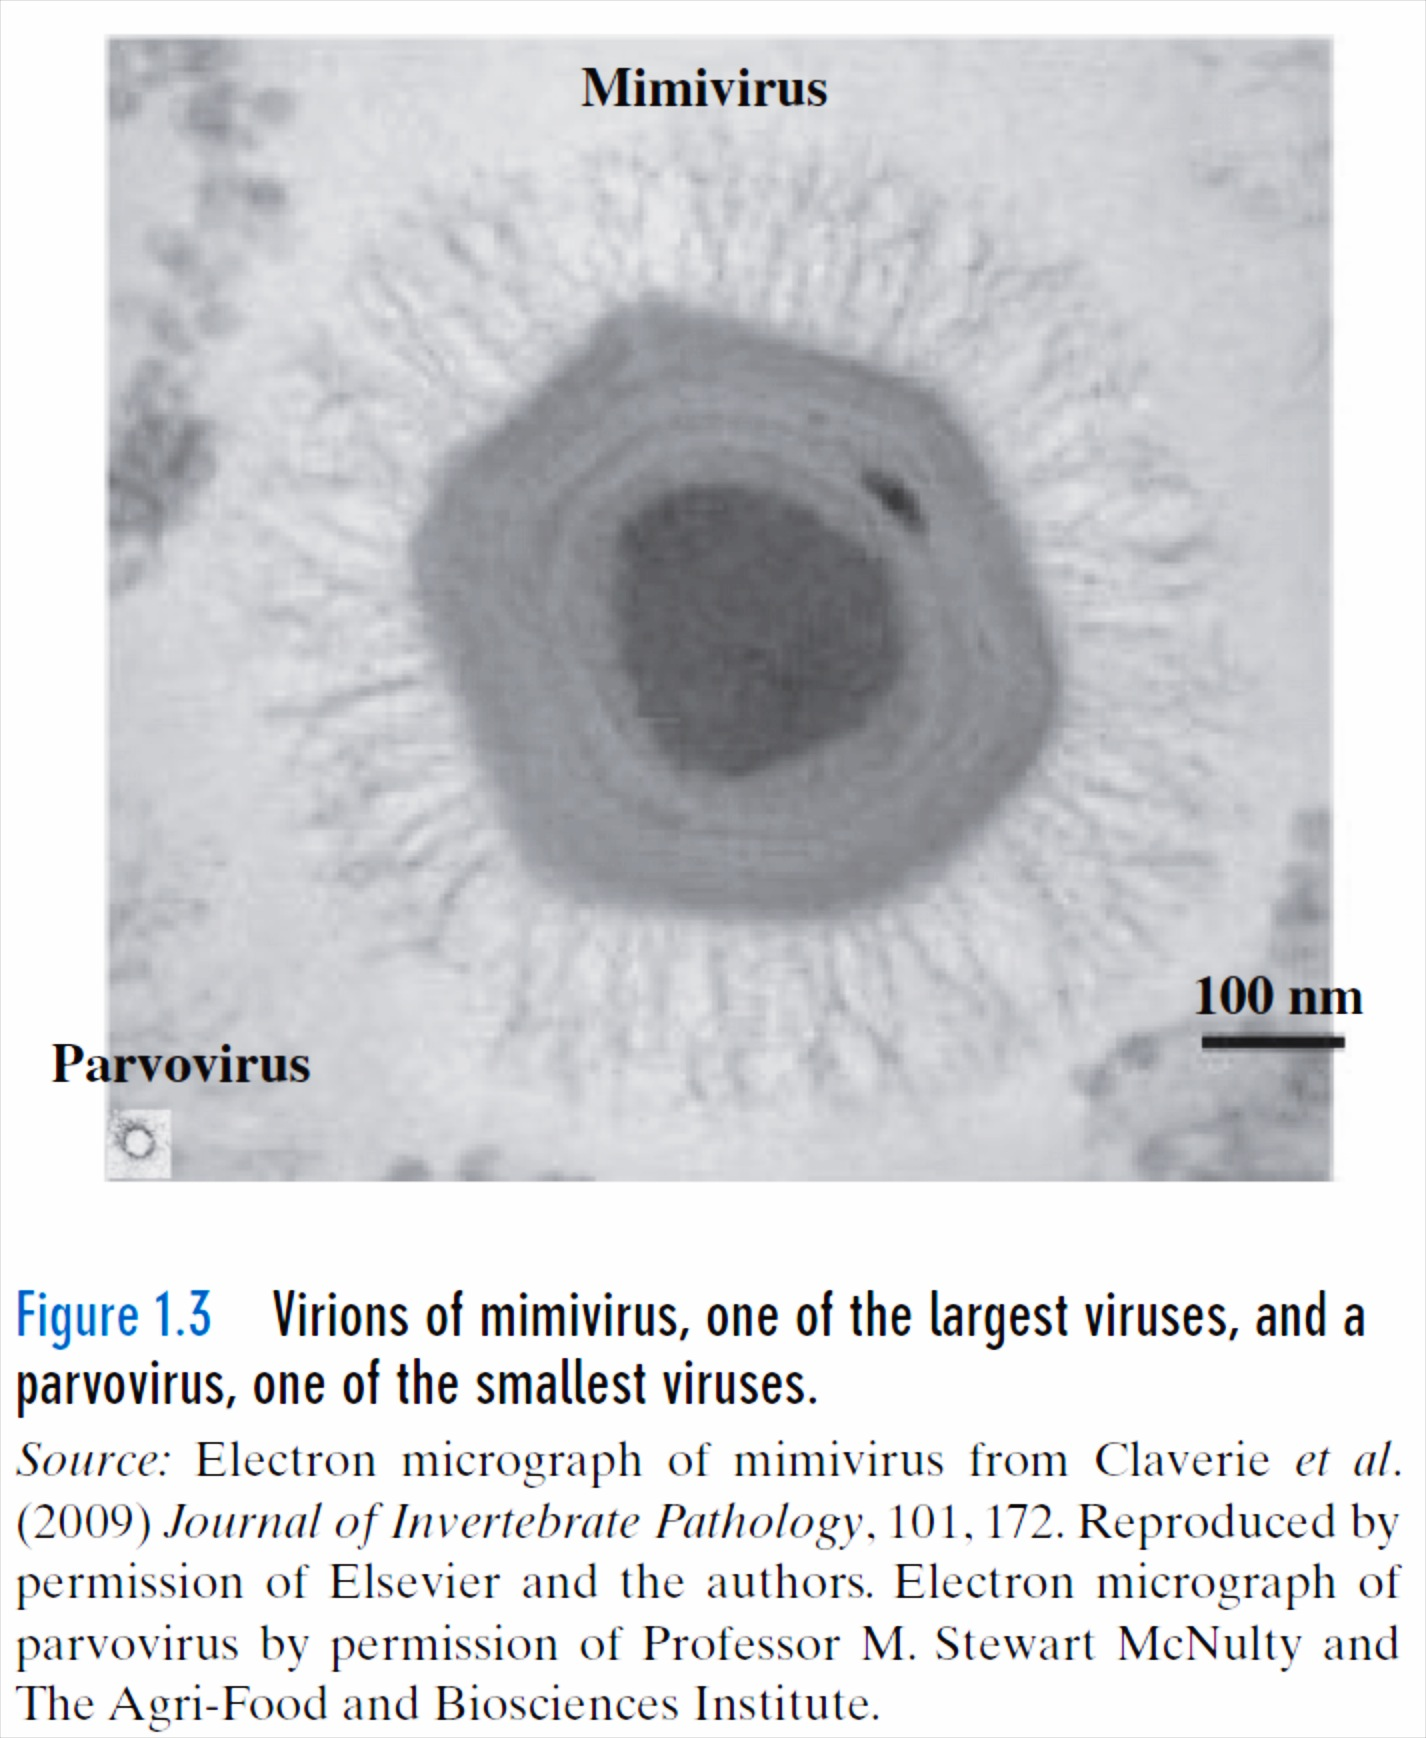 Mimivirus
100 nm
Parvovirus
Figure 1.3 Virions of mimivirus, one of the largest viruses, and a
parvovirus, one of the smallest viruses.
Source: Electron micrograph of mimivirus from Claverie et al.
(2009) Journal of Invertebrate Pathology, 101, 172. Reproduced by
permission of Elsevier and the authors. Electron micrograph of
parvovirus by permission of Professor M. Stewart McNulty and
The Agri-Food and Biosciences Institute.